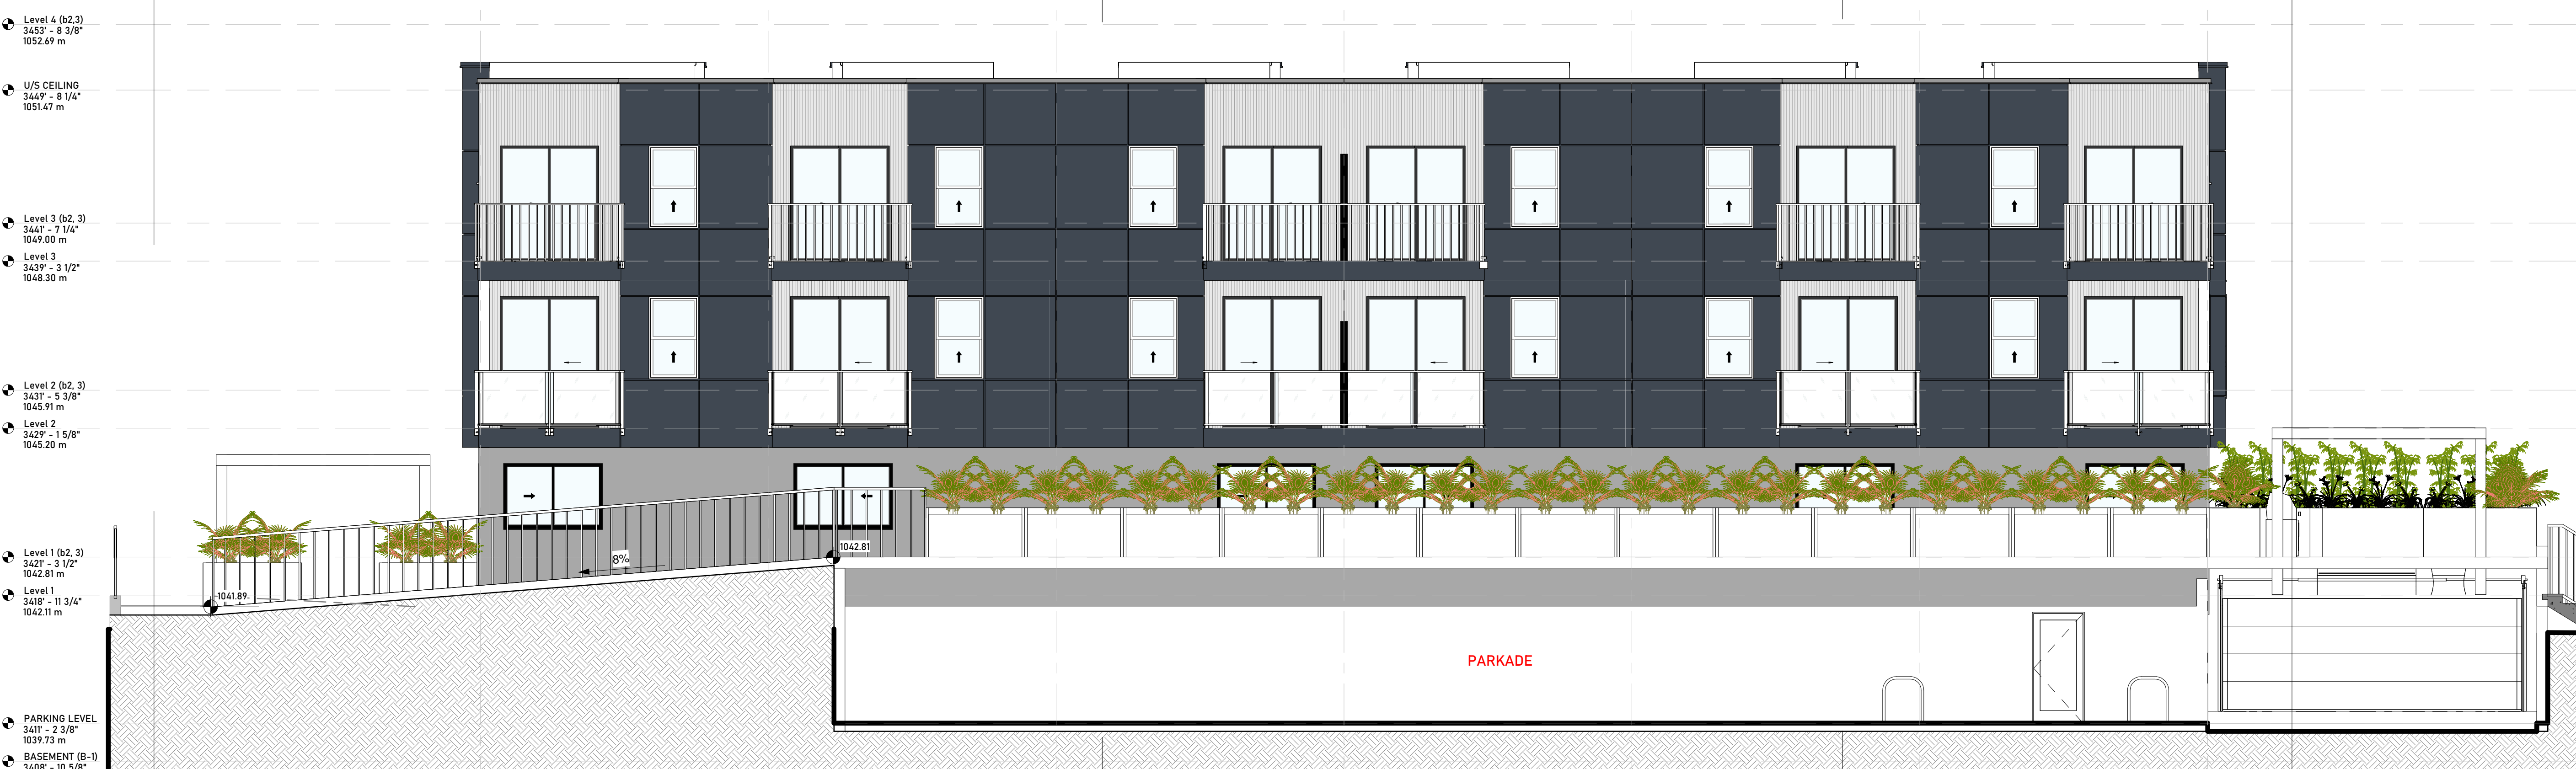 Level 4 (b2,3)
3453' - 8 3/8"
1052.69 m
U/S CEILING
3449' - 8 1/4"
1051.47 m
Level 3 (b2, 3)
3441' - 7 1/4"
1049.00 m
Level 3
3439' - 3 1/2"
1048.30 m
Level 2 (b2, 3)
3431' - 5 3/8"
1045.91 m
Level 2
3429' - 1 5/8"
1045.20 m
Level 1 (b2, 3)
3421' - 3 1/2"
1042.81 m
1042.81
8%
Level 1
3418' - 11 3/4"
1042.11 m
1041.89
PARKADE
PARKING LEVEL
3411' - 2 3/8"
1039.73 m
BASEMENT (B-1)
3408' - 10 5/8"